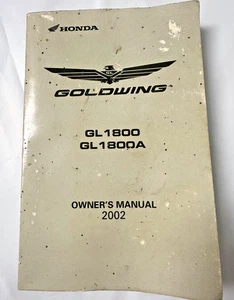 HONDA
GOLDWING
GL1800
GL1800A
OWNER'S MANUAL
2002